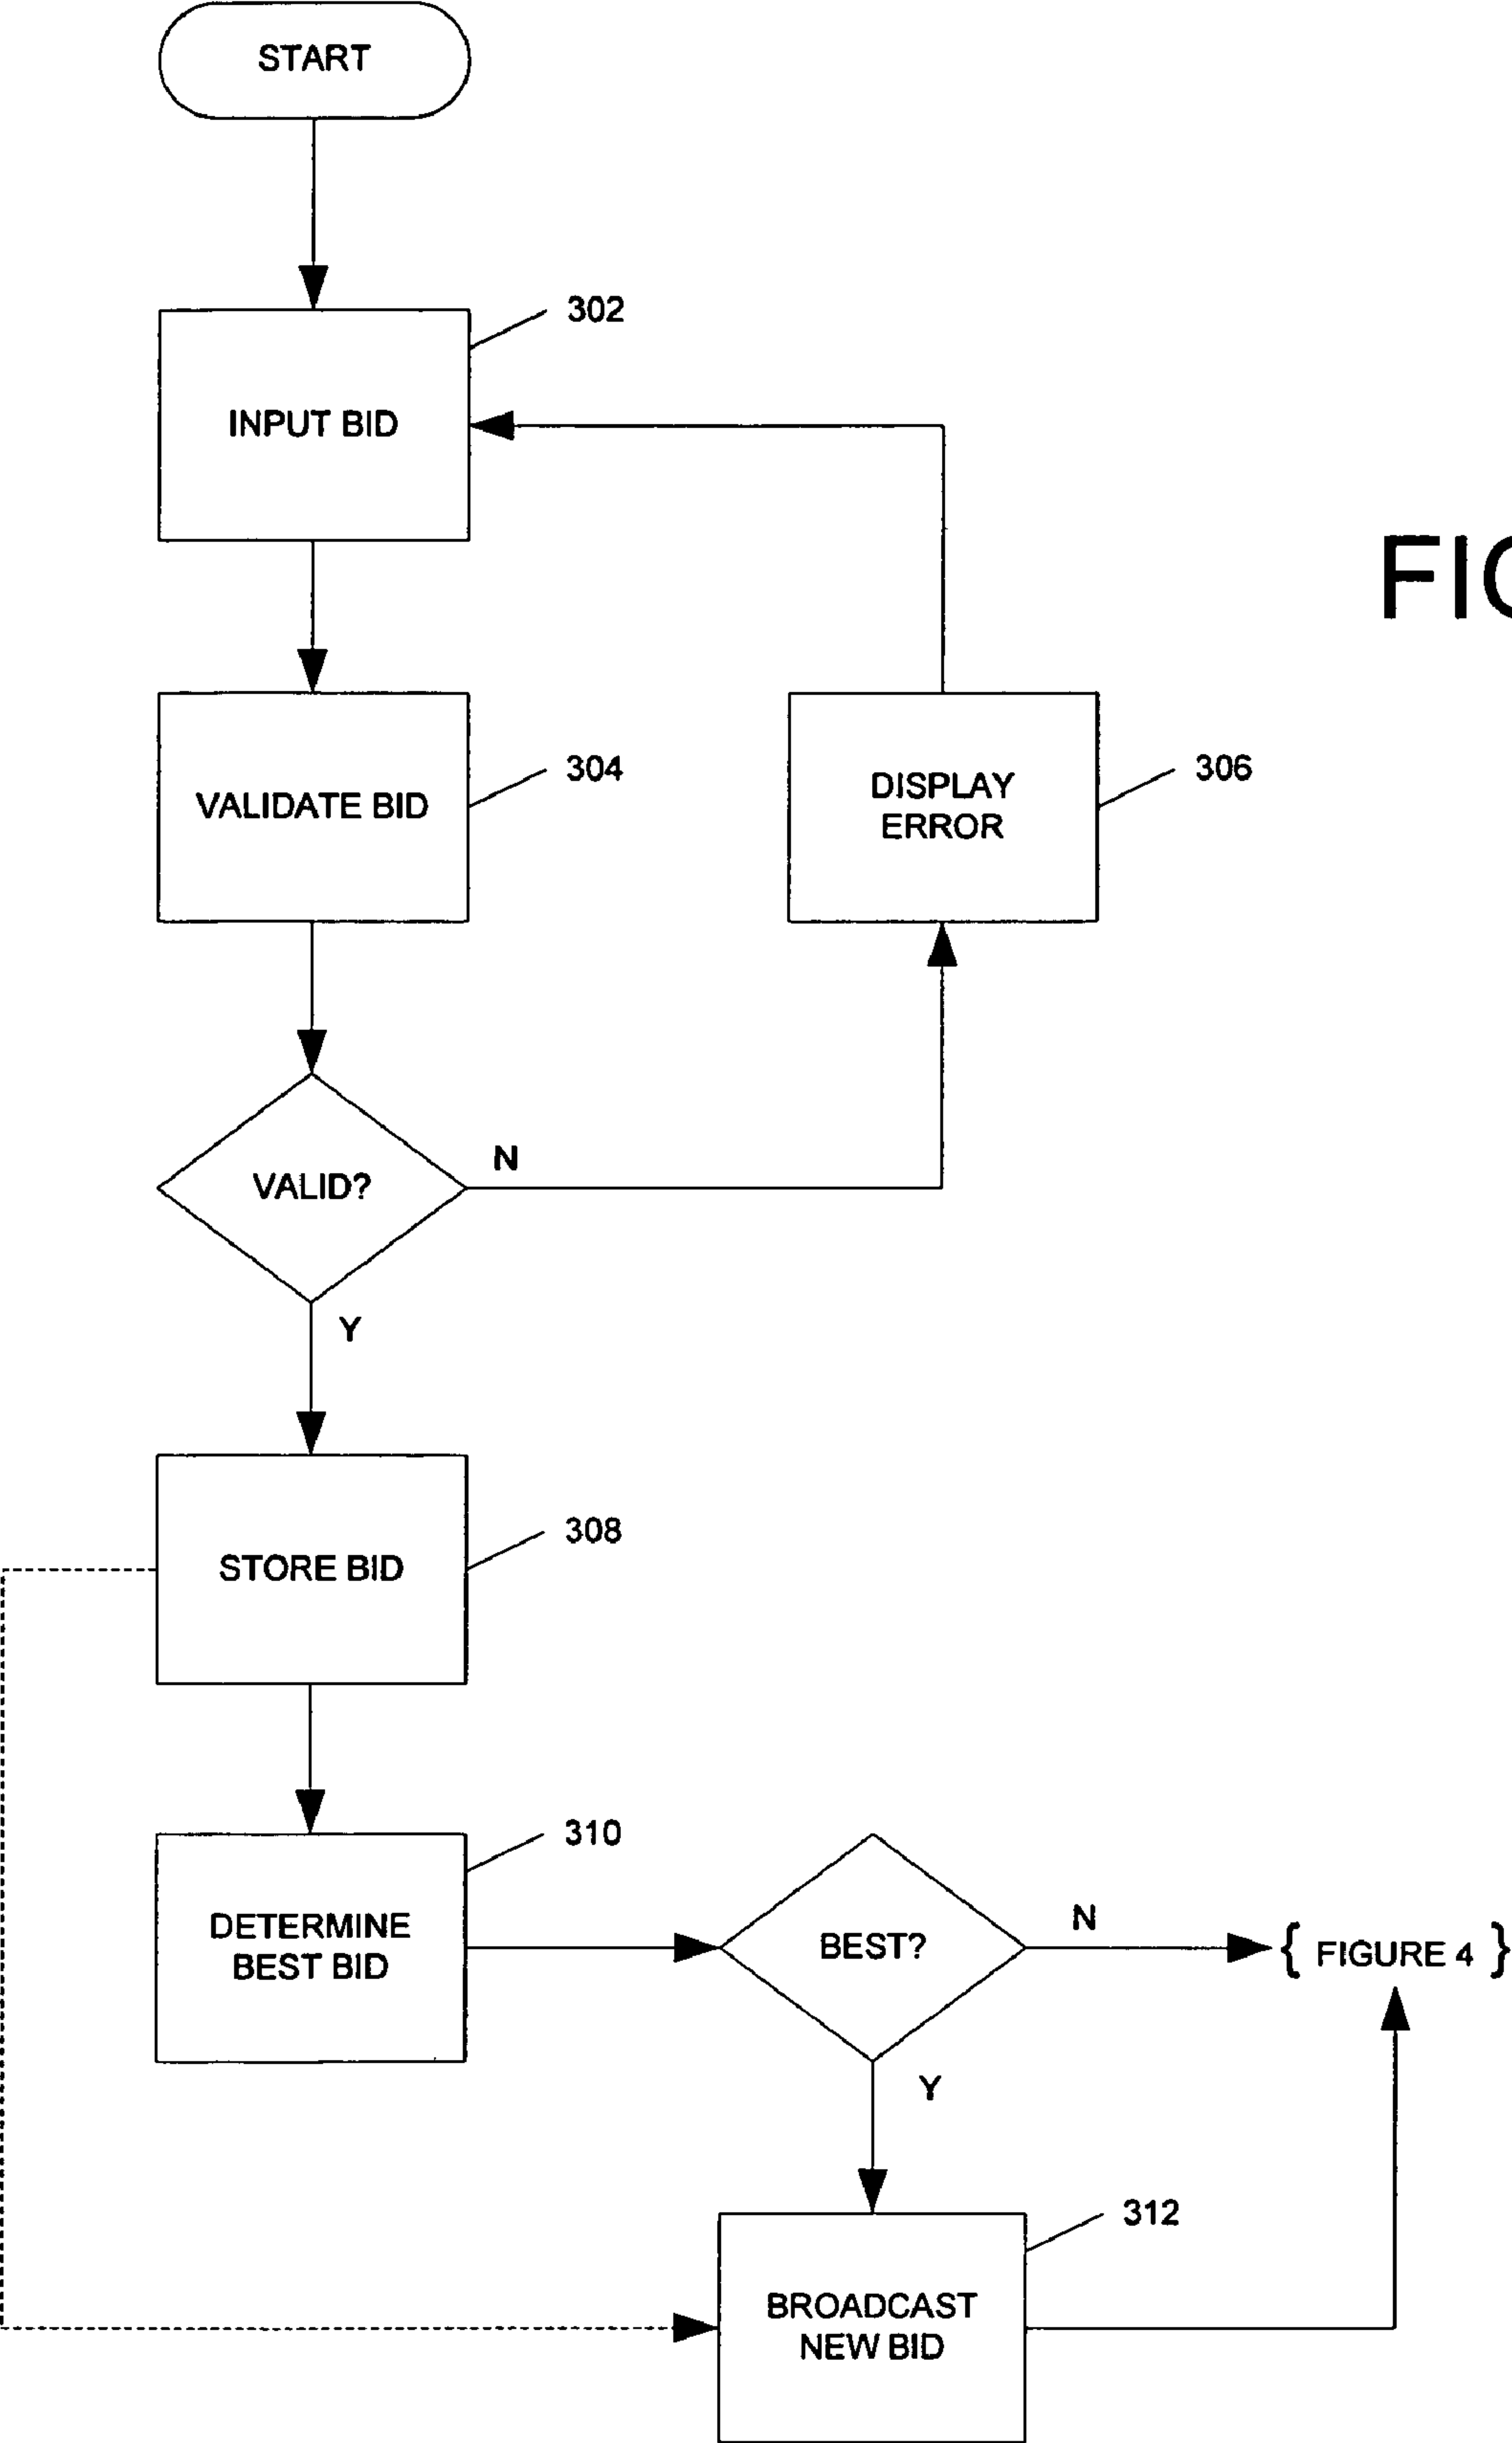 START
302
INPUT BID
304
VALIDATE BID
DISPLAY
ERROR
306
VALID?
N
Y
308
STORE BID
310
DETERMINE
BEST BID
BEST?
N
{ FIGURE 4 }
Y
312
BROADCAST
NEW BID